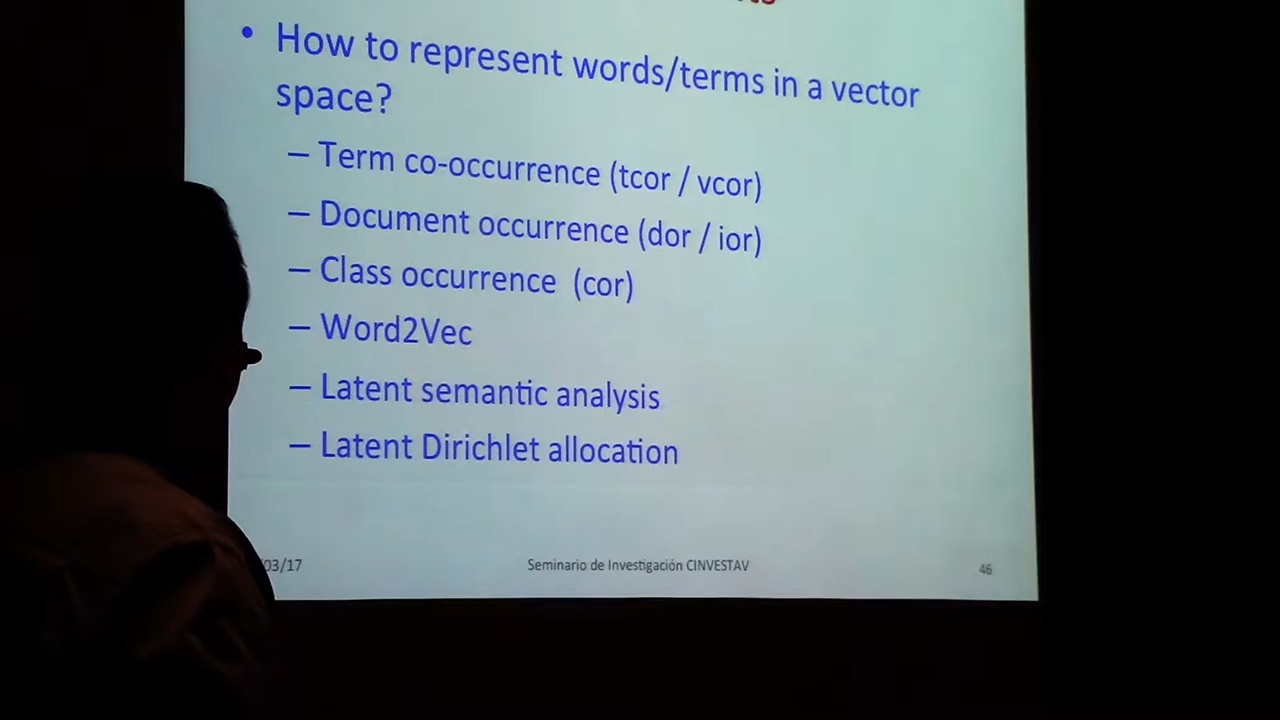 • How to represent words/terms in a vector
space?
– Term co-occurrence (tcor / vcor)
– Document occurrence (dor / ior)
– Class occurrence (cor)
– Word2Vec
– Latent semantic analysis
– Latent Dirichlet allocation
03/17 Seminario de Investigación CINVESTAV 46